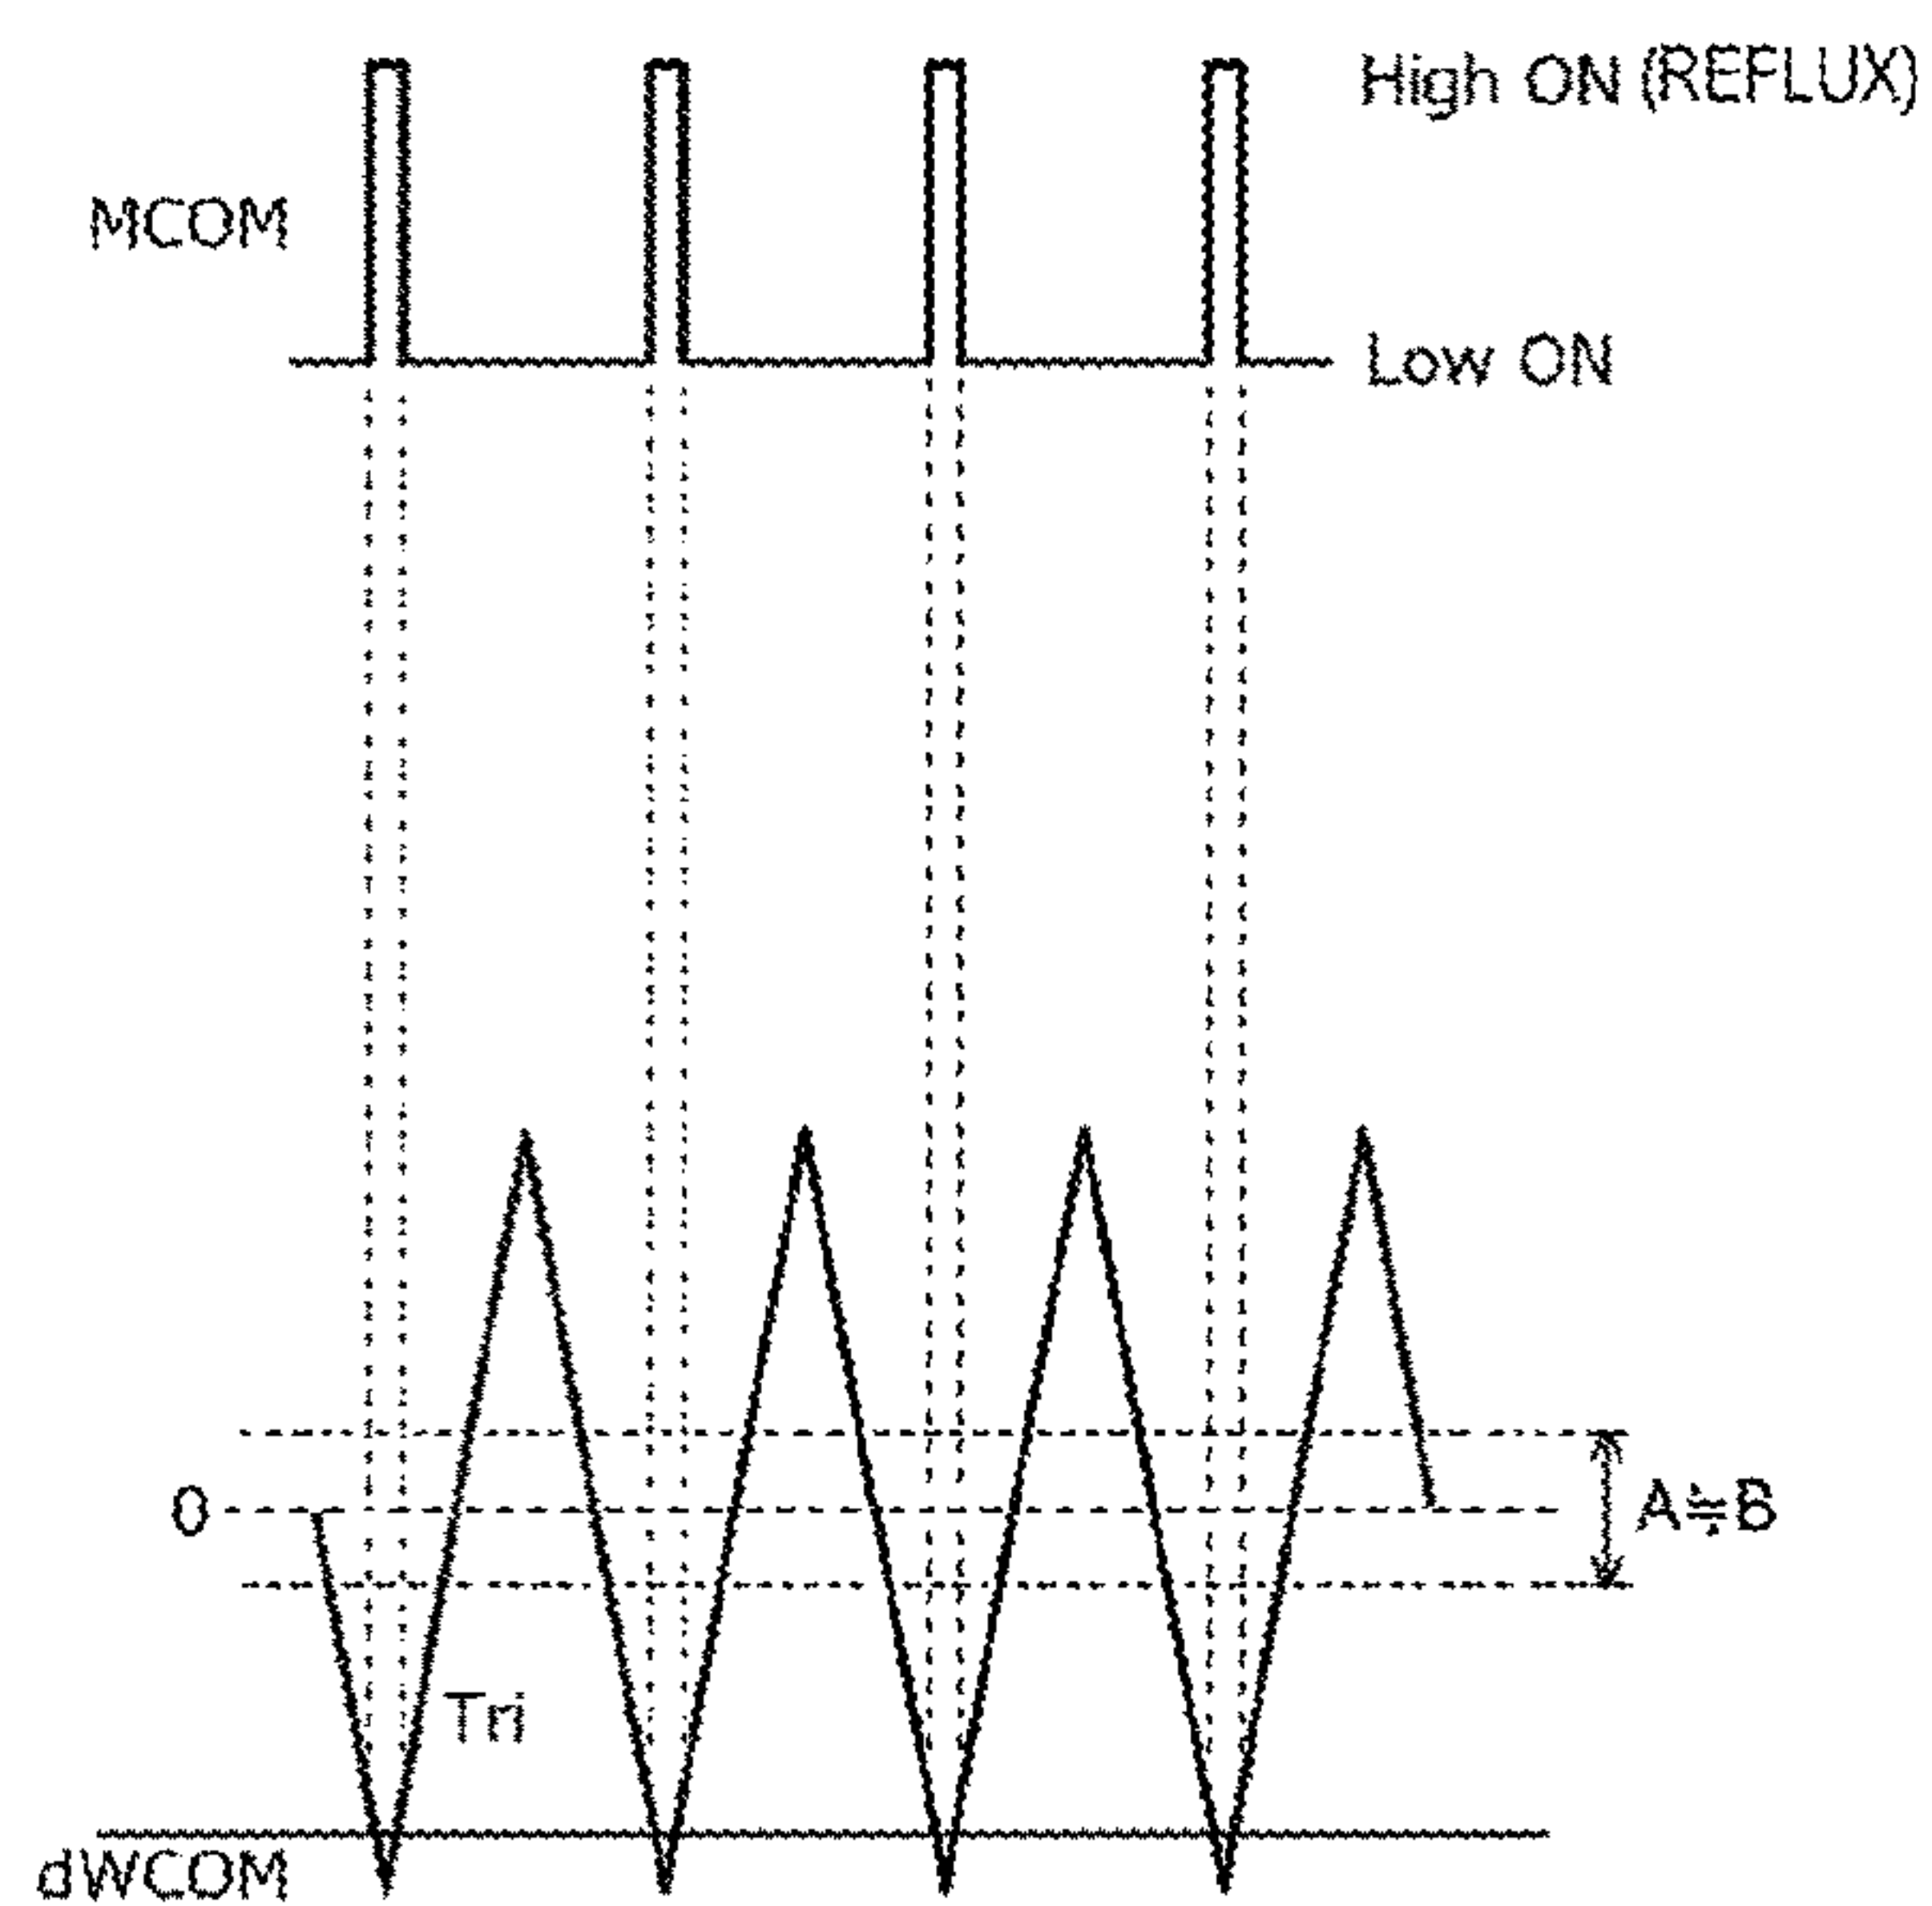 High ON (REFLUX)
MCOM
Low ON
0
A≒B
Tri
dWCOM